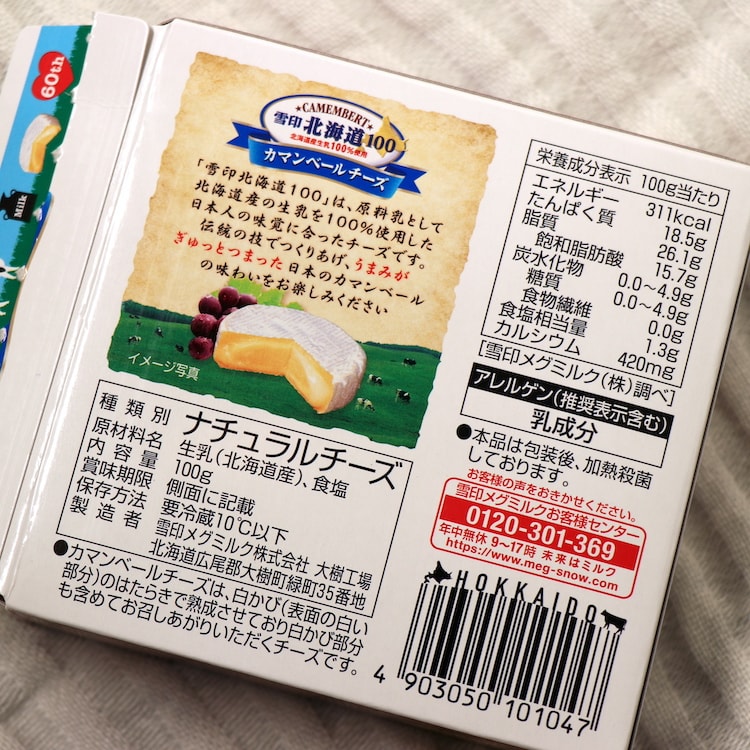 60th
Milk
CAMEMBERT
雪印 北海道100
北海道産生乳100%使用
カマンベールチーズ
「雪印北海道100」は、原料乳として
北海道産の生乳を100%使用した
日本人の味覚に合ったチーズです。
伝統の技でつくりあげ、うまみが
ぎゅっとつまった日本のカマンベール
の味わいをお楽しみください
イメージ写真
種類別 ナチュラルチーズ
原材料名 生乳(北海道産)、食塩
内容量 100g
賞味期限 側面に記載
保存方法 要冷蔵10℃以下
製造者 雪印メグミルク株式会社 大樹工場
北海道広尾郡大樹町緑町35番地
●カマンベールチーズは、白かび(表面の白い
部分)のはたらきで熟成させており白かび部分
も含めてお召しあがりいただくチーズです。
栄養成分表示 100g当たり
エネルギー 311kcal
たんぱく質 18.5g
脂質 26.1g
飽和脂肪酸 15.7g
炭水化物 0.0~4.9g
糖質 0.0~4.9g
食物繊維 0.0g
食塩相当量 1.3g
カルシウム 420mg
[雪印メグミルク(株)調べ]
アレルゲン(推奨表示含む)
乳成分
●本品は包装後、加熱殺菌
しております。
お客様の声をおきかせください。
雪印メグミルクお客様センター
0120-301-369
年中無休 9~17時 未来はミルク
https://www.meg-snow.com
HOKKAIDO
4 903050 101047